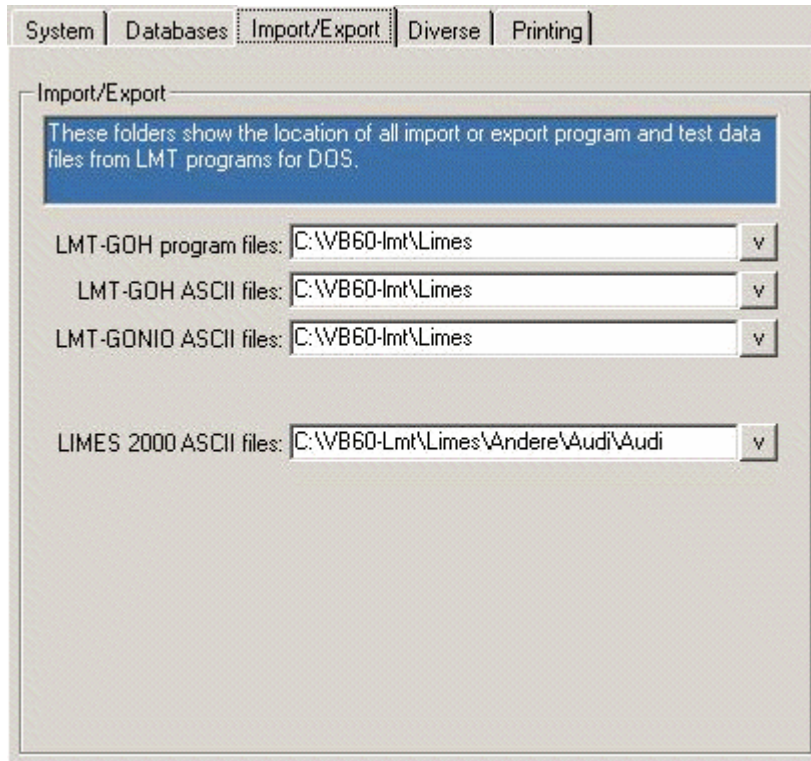 System Databases Import/Export Diverse Printing
Import/Export
These folders show the location of all import or export program and test data
files from LMT programs for DOS.
LMT-GOH program files: C:\VB60-lmt\Limes v
LMT-GOH ASCII files: C:\VB60-lmt\Limes v
LMT-GONIO ASCII files: C:\VB60-lmt\Limes v
LIMES 2000 ASCII files: C:\VB60-Lmt\Limes\Andere\Audi\Audi v